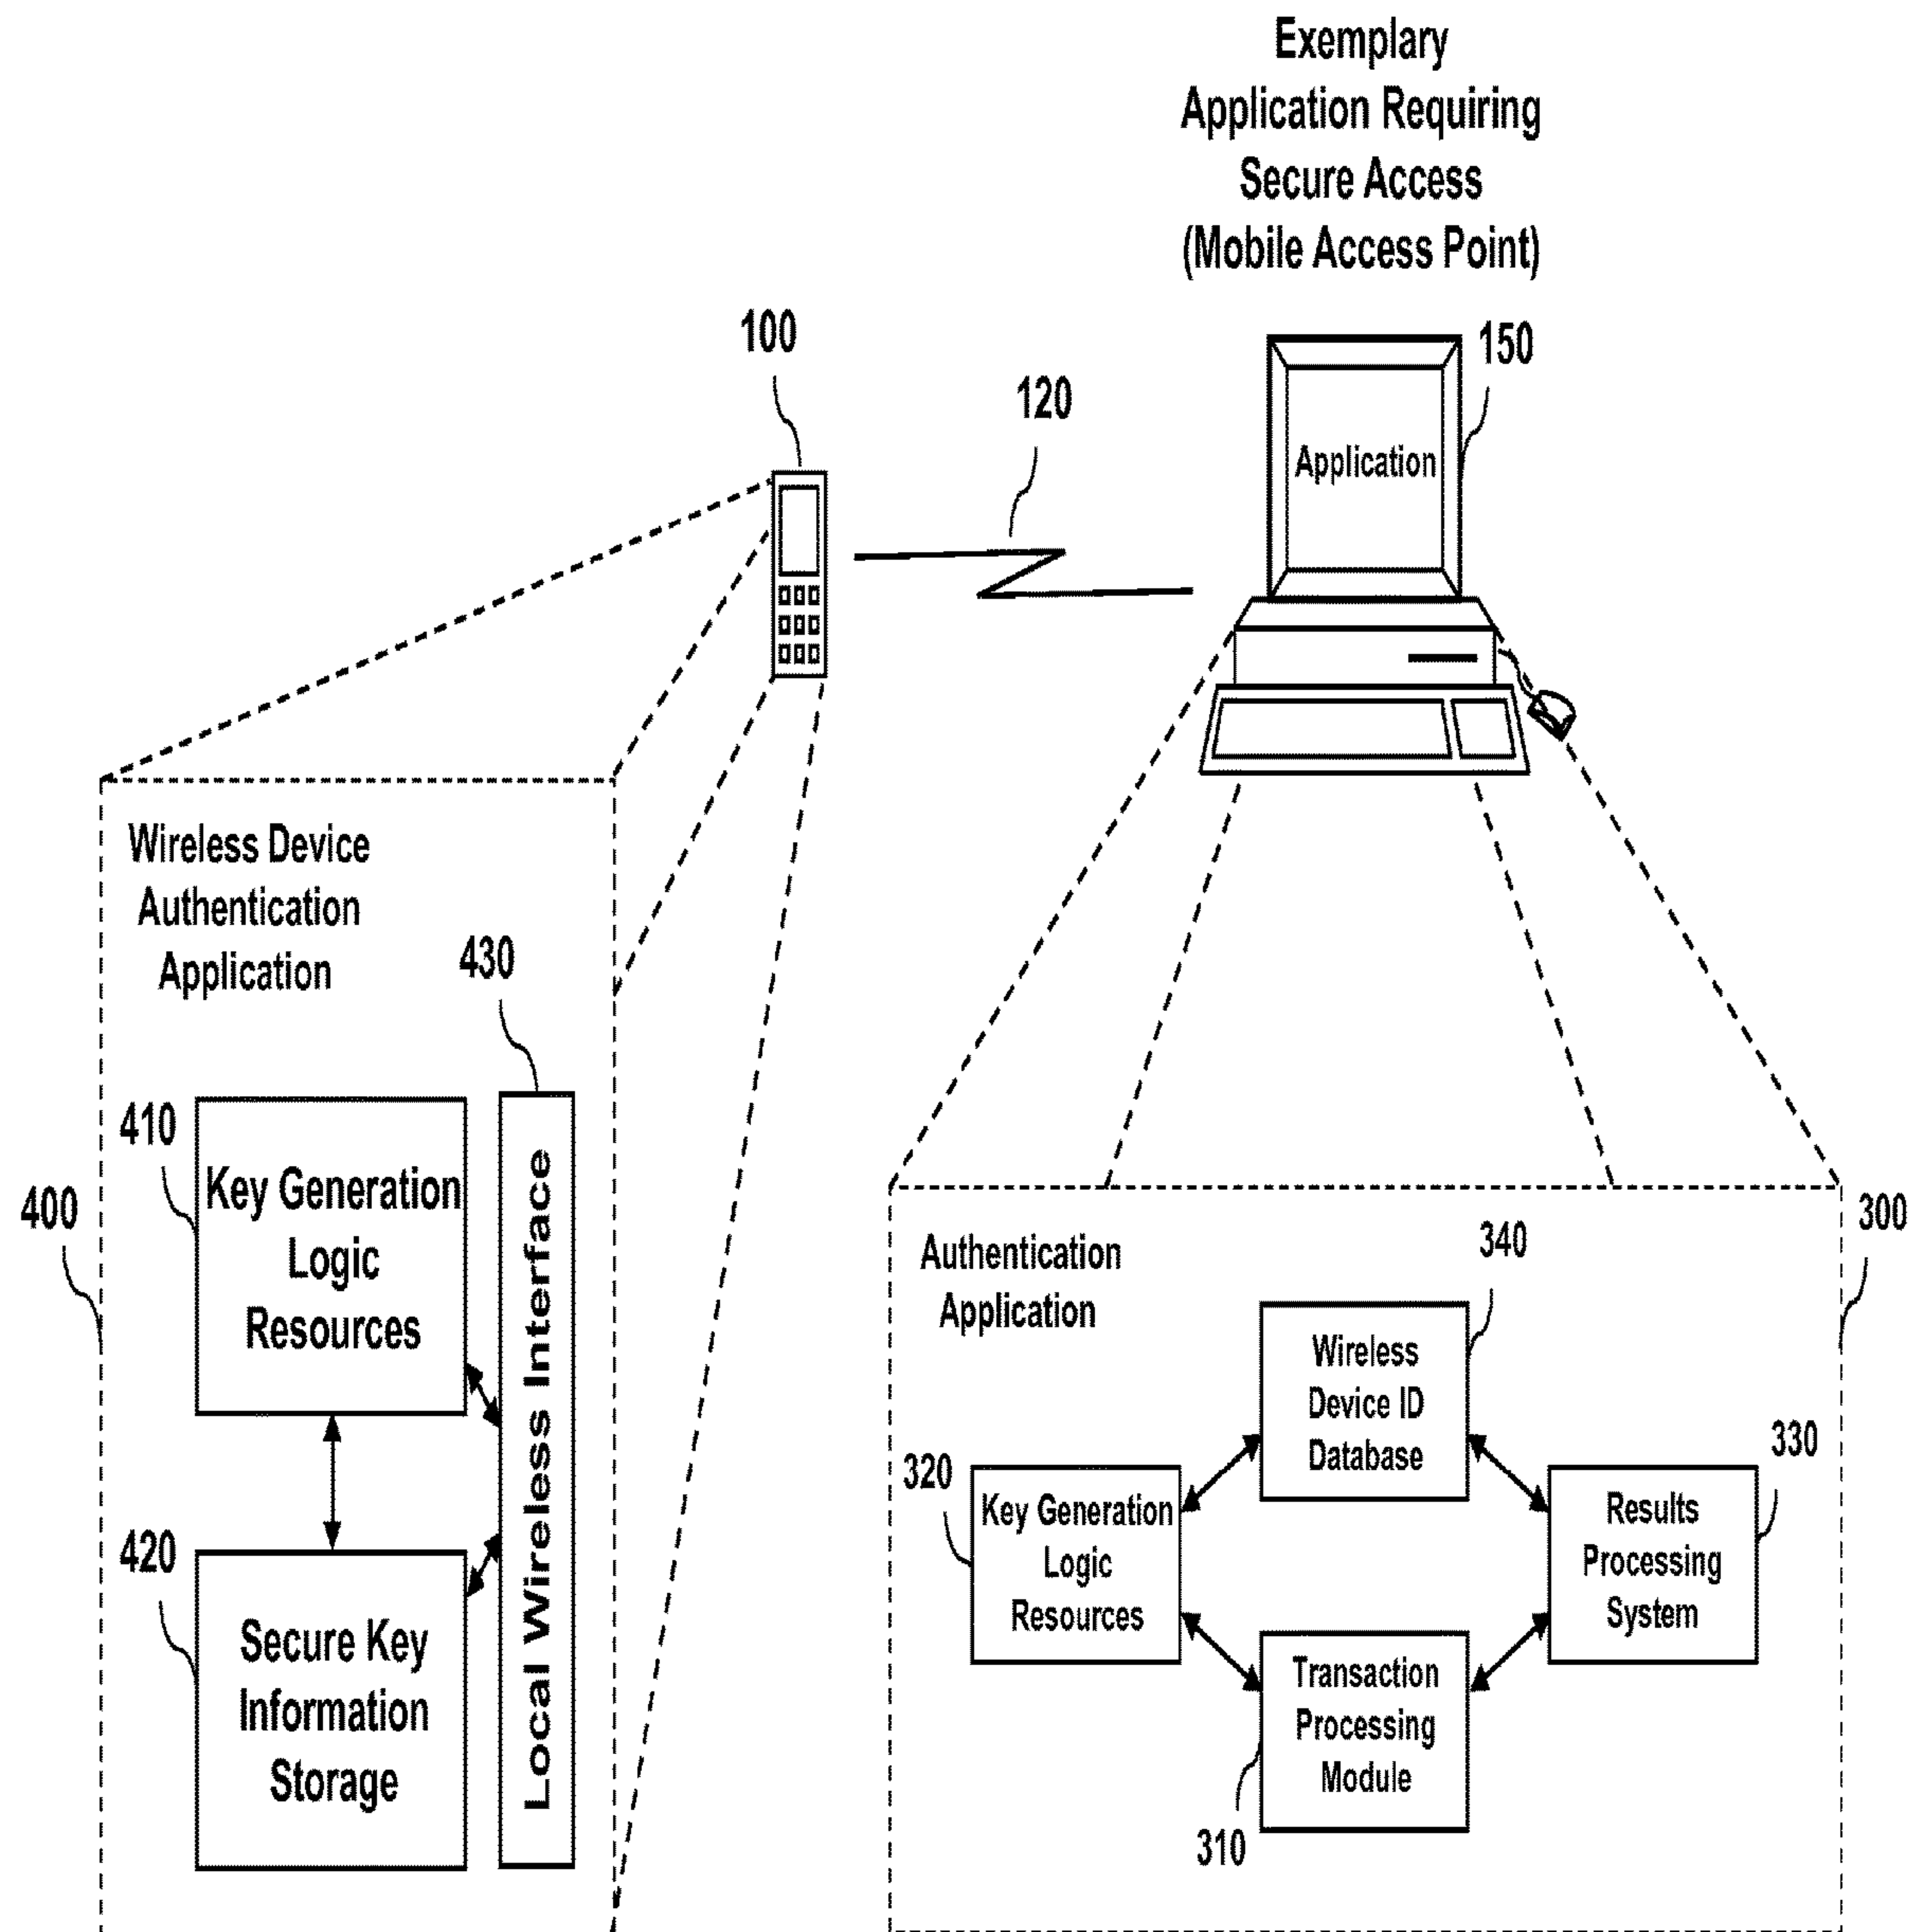 Exemplary
Application Requiring
Secure Access
(Mobile Access Point)
100
150
120
Application
Wireless Device
Authentication
Application
430
410
Key Generation
Logic
Resources
Local Wireless Interface
400
420
Secure Key
Information
Storage
300
Authentication
Application
340
Wireless
Device ID
Database
330
320
Key Generation
Logic
Resources
Results
Processing
System
Transaction
Processing
Module
310